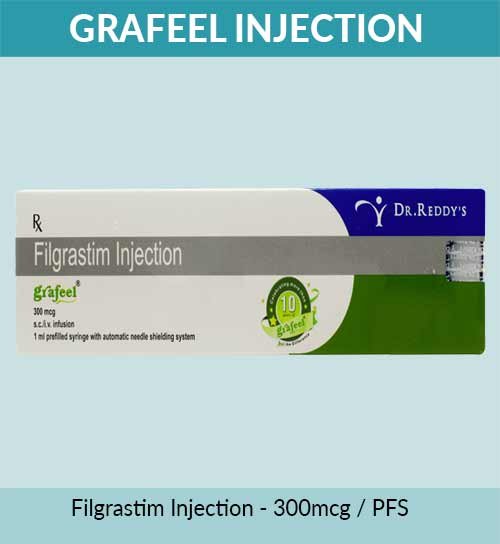 GRAFEEL INJECTION
Rx
DR.REDDY'S
Filgrastim Injection
grafeel®
300 mcg
s.c/i.v. infusion
1 ml prefilled syringe with automatic needle shielding system
10
grafeel
Filgrastim Injection - 300mcg / PFS